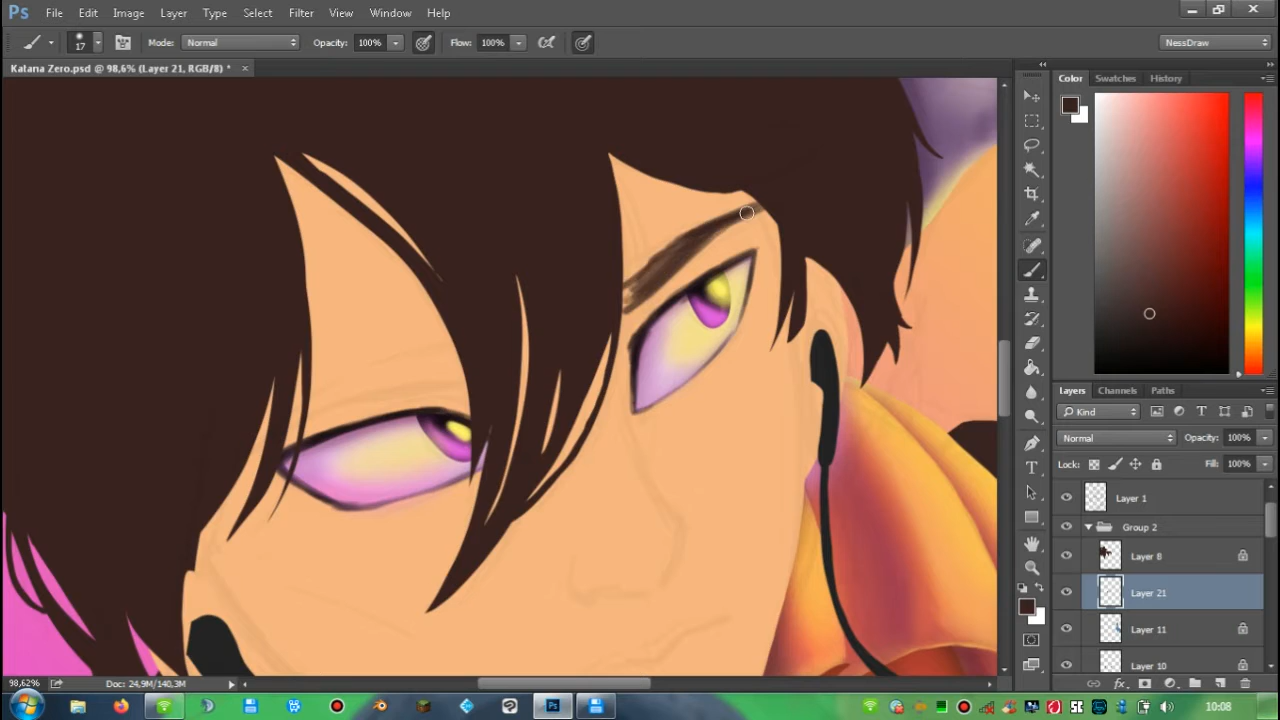 Ps File Edit Image Layer Type Select Filter View Window Help
17 Mode: Normal Opacity: 100% Flow: 100% NessDraw
Katana Zero.psd @ 98,6% (Layer 21, RGB/8) * ×
Color Swatches History
Layers Channels Paths
Kind
Normal Opacity: 100%
Lock: Fill: 100%
Layer 1
Group 2
Layer 8
Layer 21
Layer 11
Layer 10
98,62% Doc: 24,9M/140,3M
fx
Ps 10:08